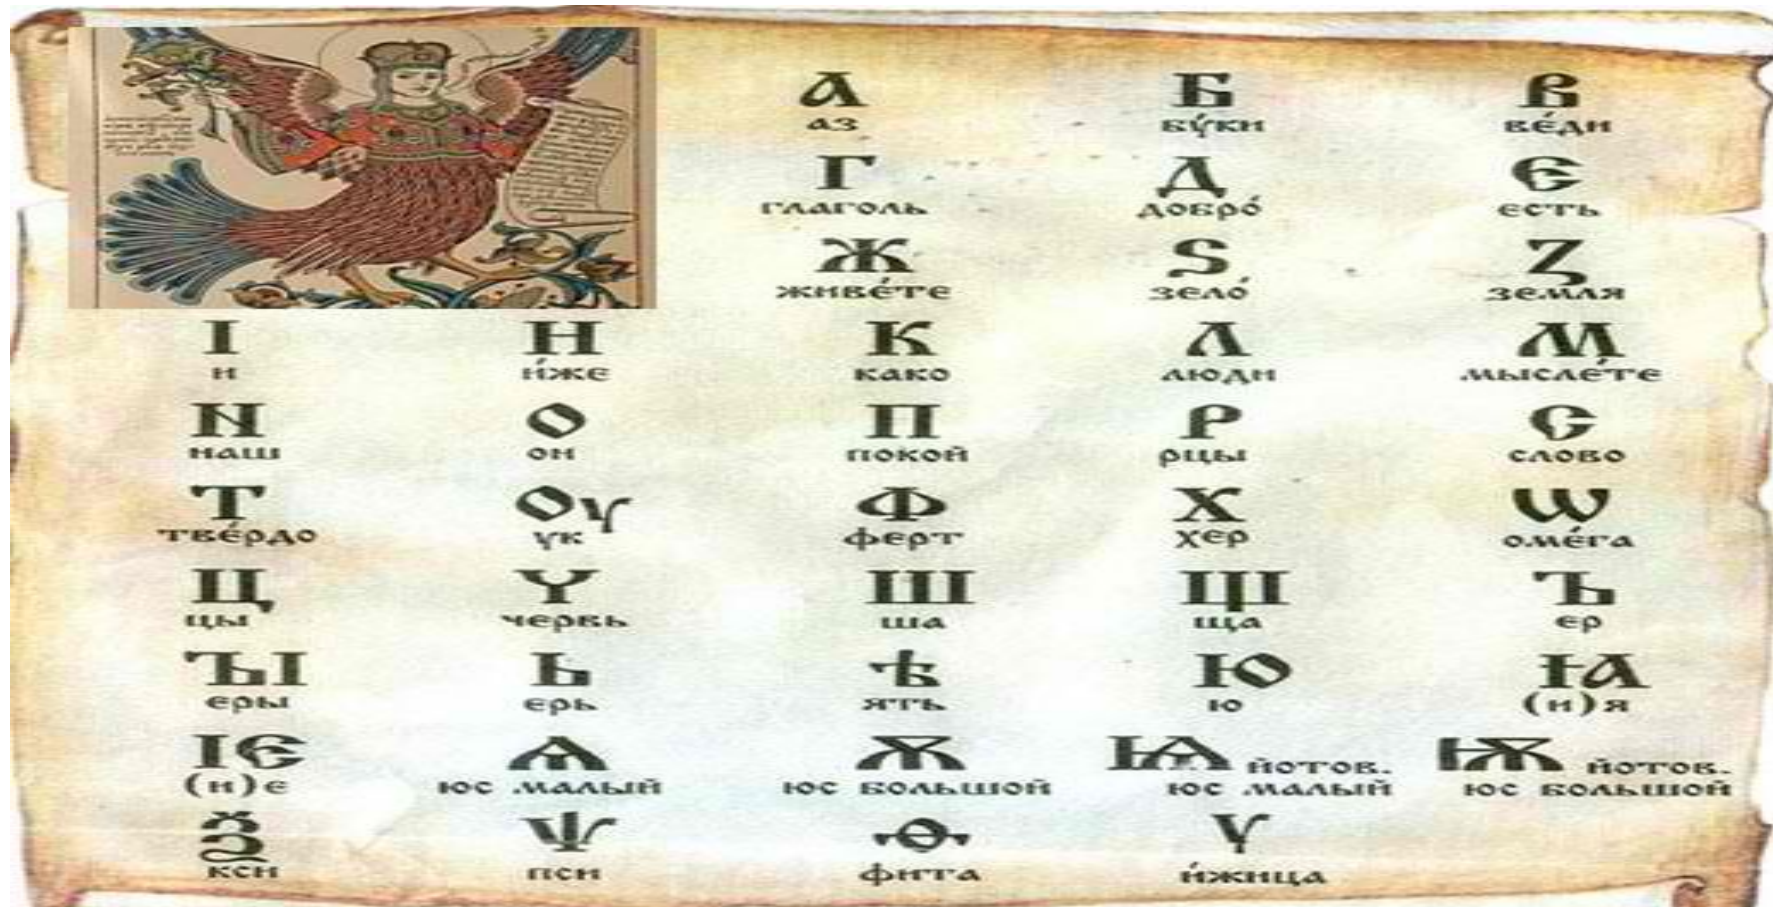 А Б В
аз бу́ки ве́ди
Г Д Є
глаголь добро́ есть
Ж Ѕ З
живе́те зело́ земля
І Н К Л М
и и́же како люди мысле́те
N О П Р С
наш он покой рцы слово
Т Оу Ф Х Ѡ
тве́рдо ук ферт хер оме́га
Ц Ч Ш Щ Ъ
цы червь ша ща ер
ЪІ Ь Ѣ Ю Ꙗ
еры ерь ять ю (и)я
Ѥ Ѧ Ѫ Ѩ йотов. Ѭ йотов.
(и)е юс малый юс большой юс малый юс большой
Ѯ Ѱ Ѳ Ѵ
кси пси фита и́жица